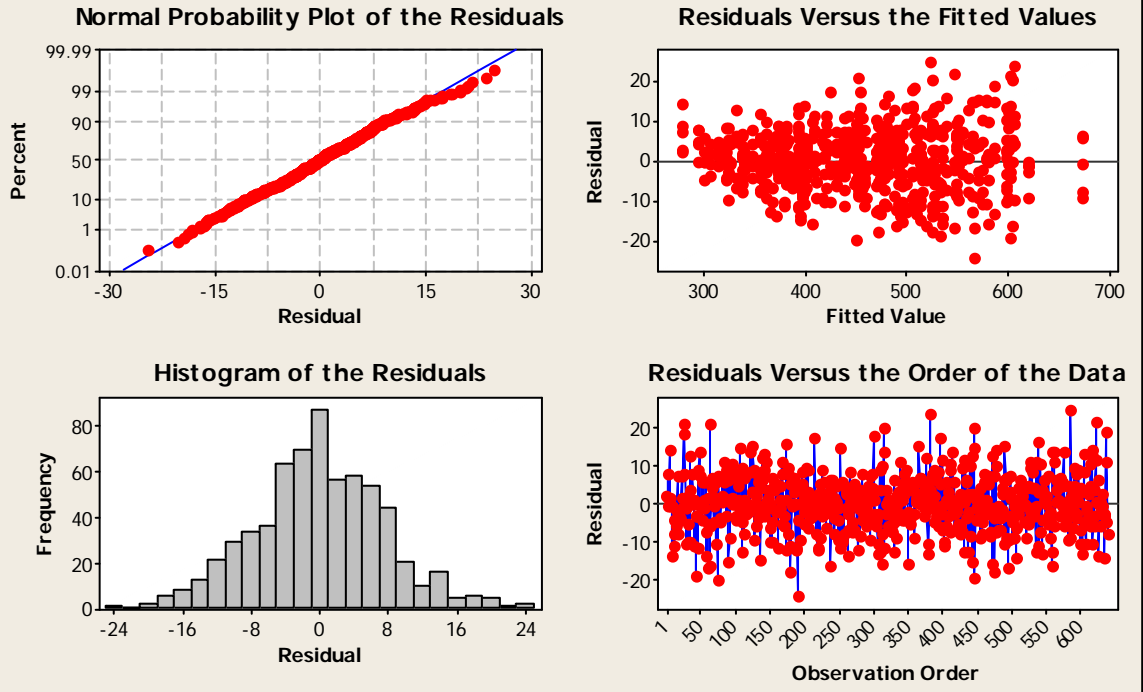 Normal Probability Plot of the Residuals
99.99
99
90
50
10
1
0.01
Percent
-30 -15 0 15 30
Residual
Residuals Versus the Fitted Values
20
10
0
-10
-20
Residual
300 400 500 600 700
Fitted Value
Histogram of the Residuals
80
60
40
20
0
Frequency
-24 -16 -8 0 8 16 24
Residual
Residuals Versus the Order of the Data
20
10
0
-10
-20
Residual
1 50 100 150 200 250 300 350 400 450 500 550 600
Observation Order